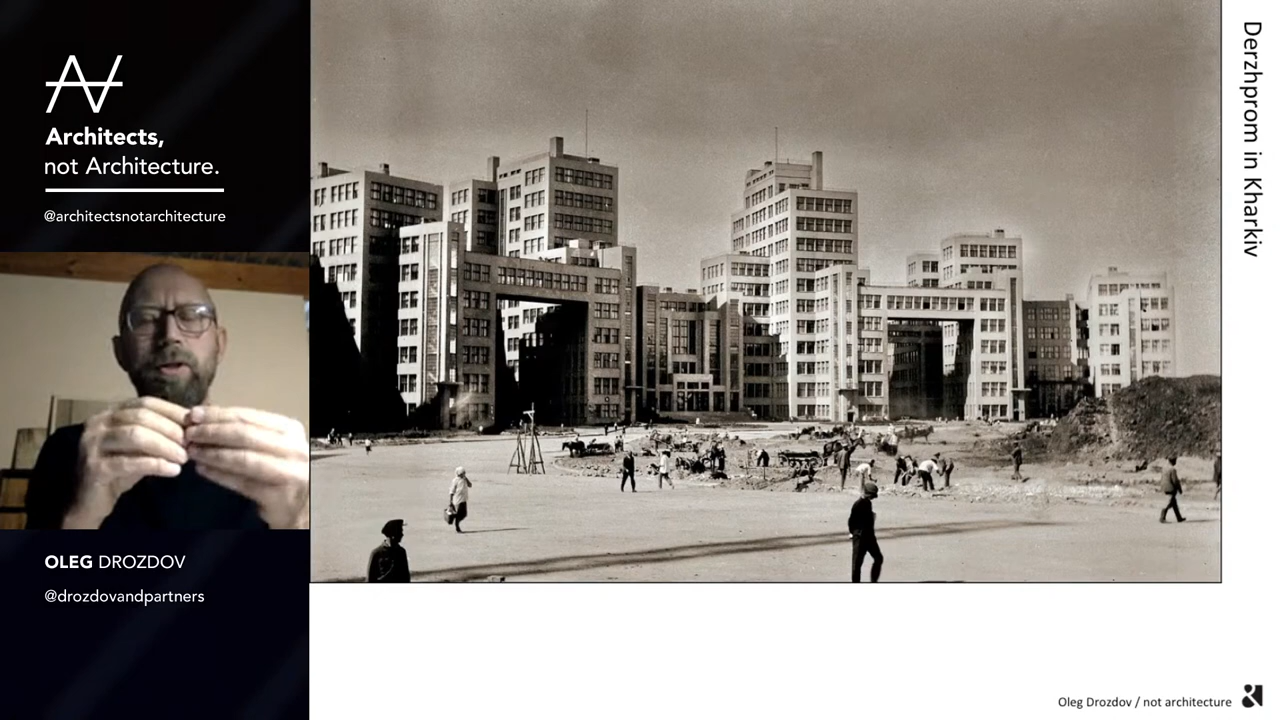 Architects,
not Architecture.
@architectsnotarchitecture
OLEG DROZDOV
@drozdovandpartners
Derzhprom in Kharkiv
Oleg Drozdov / not architecture